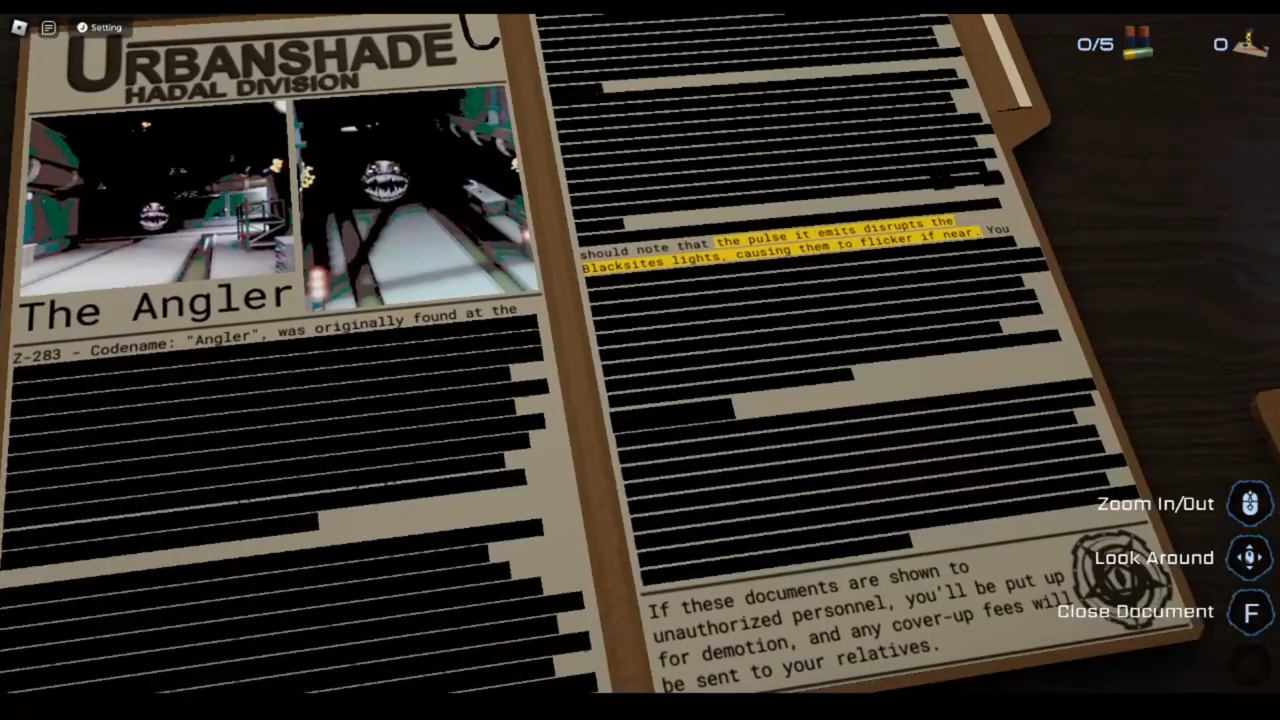 Setting
0/5
0
URBANSHADE
HADAL DIVISION
The Angler
Z-283 - Codename: "Angler", was originally found at the
should note that the pulse it emits disrupts the
Blacksites lights, causing them to flicker if near. You
If these documents are shown to
unauthorized personnel, you'll be put up
for demotion, and any cover-up fees will
be sent to your relatives.
Zoom In/Out
Look Around
Close Document
F